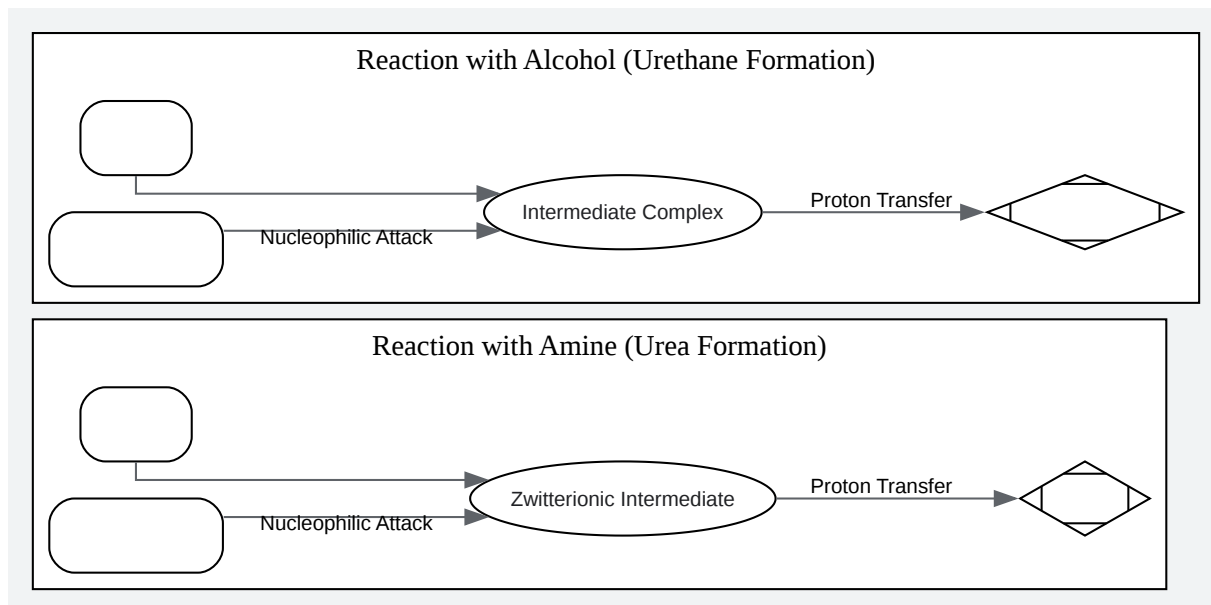 Reaction with Alcohol (Urethane Formation)
Nucleophilic Attack
Intermediate Complex
Proton Transfer
Reaction with Amine (Urea Formation)
Nucleophilic Attack
Zwitterionic Intermediate
Proton Transfer